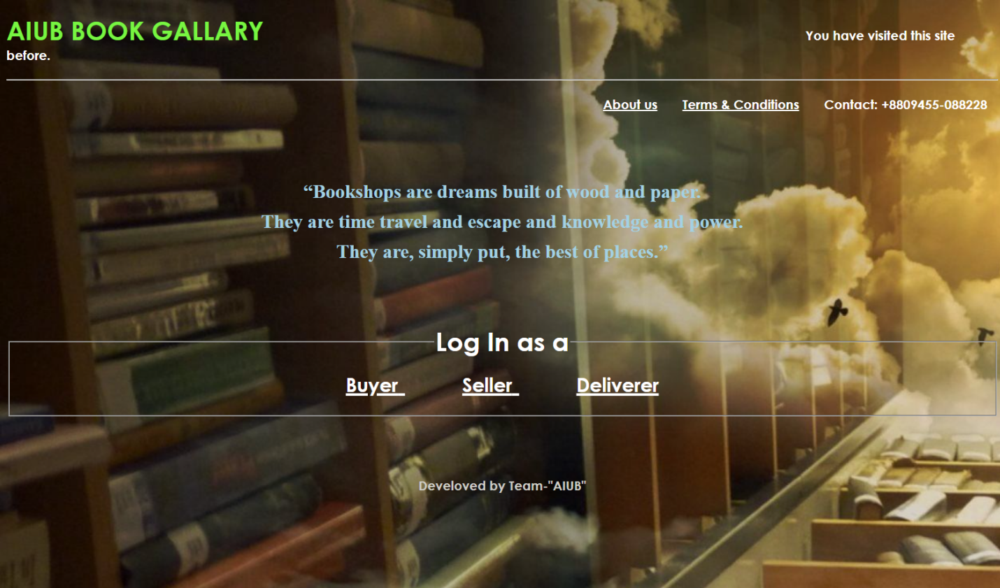 AIUB BOOK GALLARY You have visited this site
before.
About us Terms & Conditions Contact: +8809455-088228
“Bookshops are dreams built of wood and paper.
They are time travel and escape and knowledge and power.
They are, simply put, the best of places.”
Log In as a
Buyer Seller Deliverer
Develoved by Team-"AIUB"